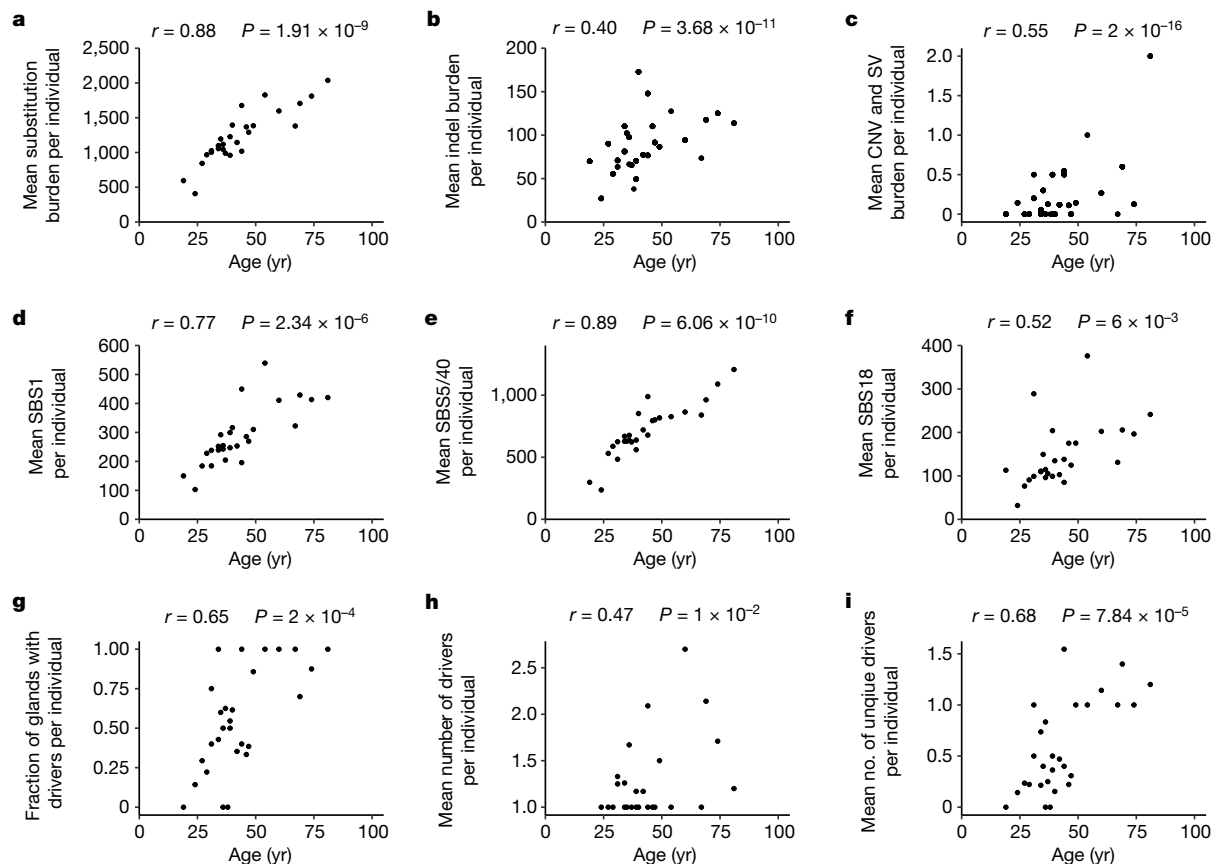 a
r = 0.88 P = 1.91 × 10⁻⁹
Mean substitution
burden per individual
2,500
2,000
1,500
1,000
500
0
0 25 50 75 100
Age (yr)
b
r = 0.40 P = 3.68 × 10⁻¹¹
Mean indel burden
per individual
200
150
100
50
0
0 25 50 75 100
Age (yr)
c
r = 0.55 P = 2 × 10⁻¹⁶
Mean CNV and SV
burden per individual
2.0
1.5
1.0
0.5
0
0 25 50 75 100
Age (yr)
d
r = 0.77 P = 2.34 × 10⁻⁶
Mean SBS1
per individual
600
500
400
300
200
100
0
0 25 50 75 100
Age (yr)
e
r = 0.89 P = 6.06 × 10⁻¹⁰
Mean SBS5/40
per individual
1,000
500
0
0 25 50 75 100
Age (yr)
f
r = 0.52 P = 6 × 10⁻³
Mean SBS18
per individual
400
300
200
100
0
0 25 50 75 100
Age (yr)
g
r = 0.65 P = 2 × 10⁻⁴
Fraction of glands with
drivers per individual
1.00
0.75
0.50
0.25
0
0 25 50 75 100
Age (yr)
h
r = 0.47 P = 1 × 10⁻²
Mean number of drivers
per individual
2.5
2.0
1.5
1.0
0 25 50 75 100
Age (yr)
i
r = 0.68 P = 7.84 × 10⁻⁵
Mean no. of unqiue drivers
per individual
1.5
1.0
0.5
0
0 25 50 75 100
Age (yr)